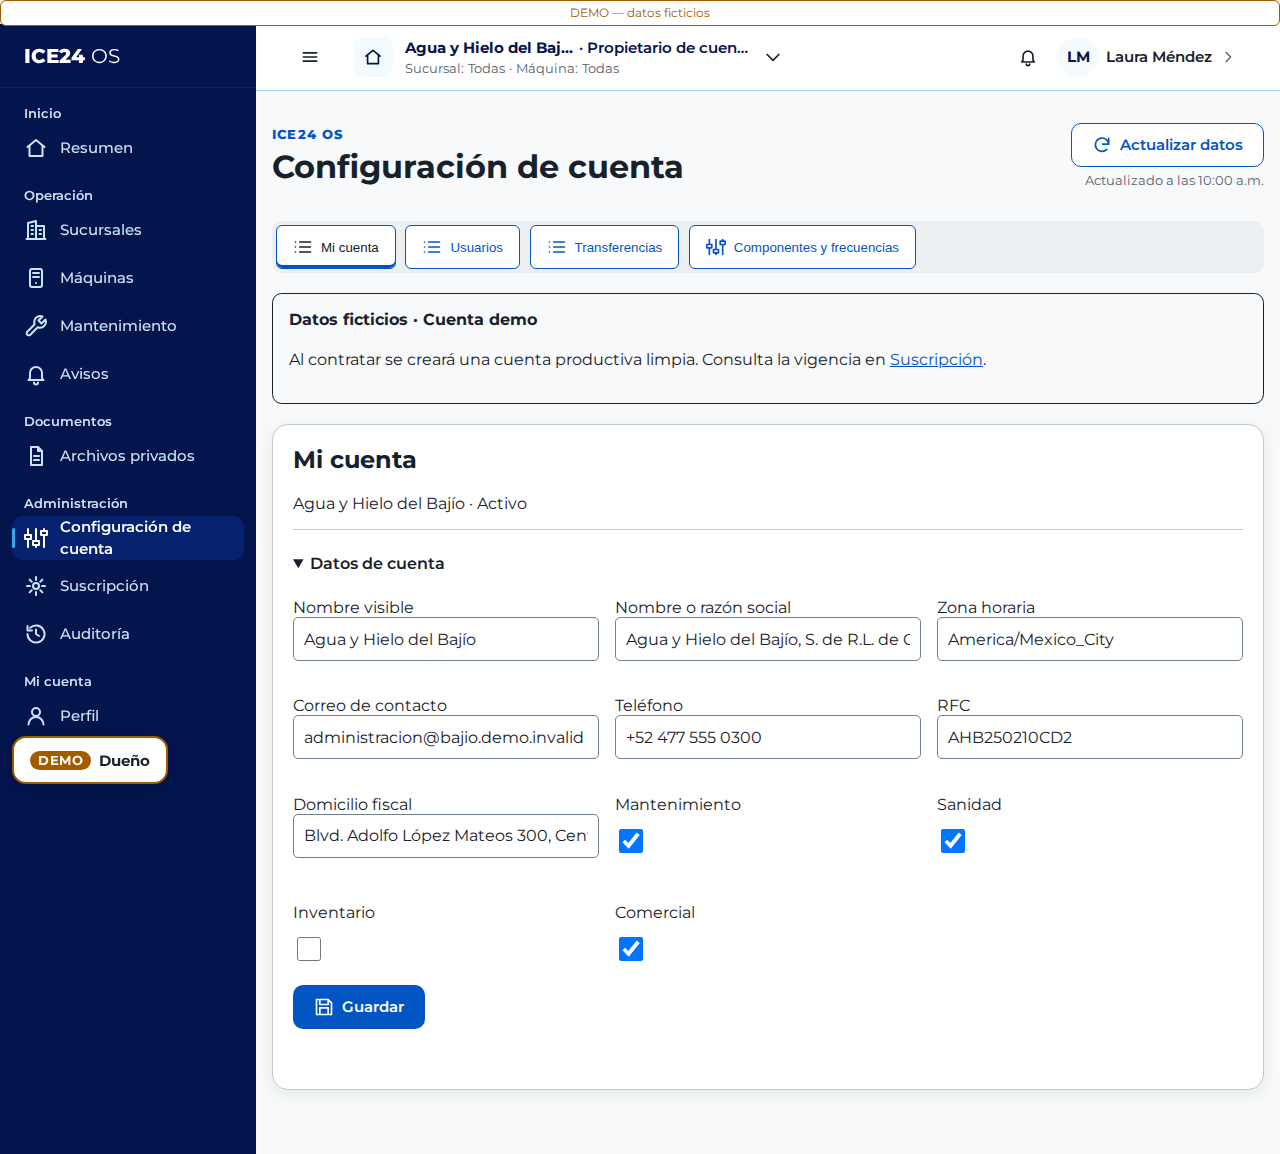 DEMO — datos ficticios
ICE24 OS
Inicio
Resumen
Operación
Sucursales
Máquinas
Mantenimiento
Avisos
Documentos
Archivos privados
Administración
Configuración de
cuenta
Suscripción
Auditoría
Mi cuenta
Perfil
DEMO Dueño
Agua y Hielo del Baj... · Propietario de cuen...
Sucursal: Todas · Máquina: Todas
LM Laura Méndez
ICE24 OS
Configuración de cuenta
Actualizar datos
Actualizado a las 10:00 a.m.
Mi cuenta Usuarios Transferencias Componentes y frecuencias
Datos ficticios · Cuenta demo
Al contratar se creará una cuenta productiva limpia. Consulta la vigencia en Suscripción.
Mi cuenta
Agua y Hielo del Bajío · Activo
Datos de cuenta
Nombre visible Nombre o razón social Zona horaria
Agua y Hielo del Bajío Agua y Hielo del Bajío, S. de R.L. de America/Mexico_City
Correo de contacto Teléfono RFC
administracion@bajio.demo.invalid +52 477 555 0300 AHB250210CD2
Domicilio fiscal Mantenimiento Sanidad
Blvd. Adolfo López Mateos 300,
Inventario Comercial
Guardar